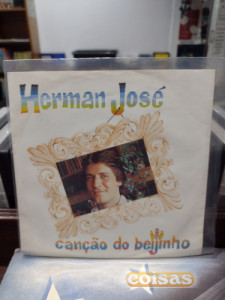 Herman José
canção do beijinho
coisas